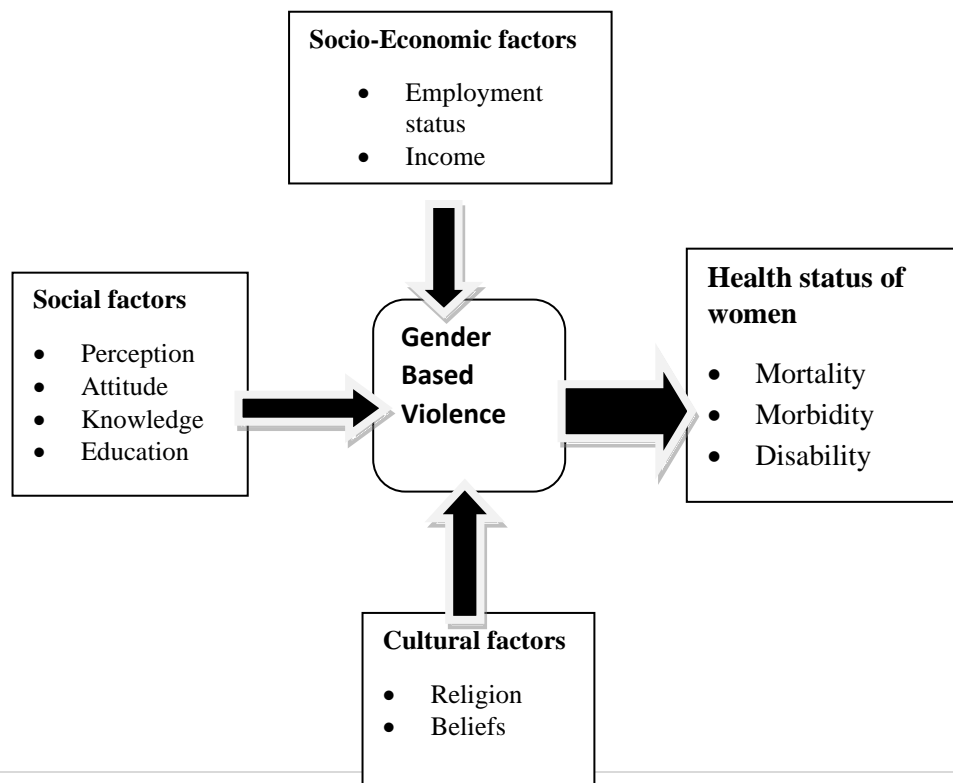 Socio-Economic factors
• Employment
status
• Income
Social factors
• Perception
• Attitude
• Knowledge
• Education
Gender
Based
Violence
Health status of
women
• Mortality
• Morbidity
• Disability
Cultural factors
• Religion
• Beliefs